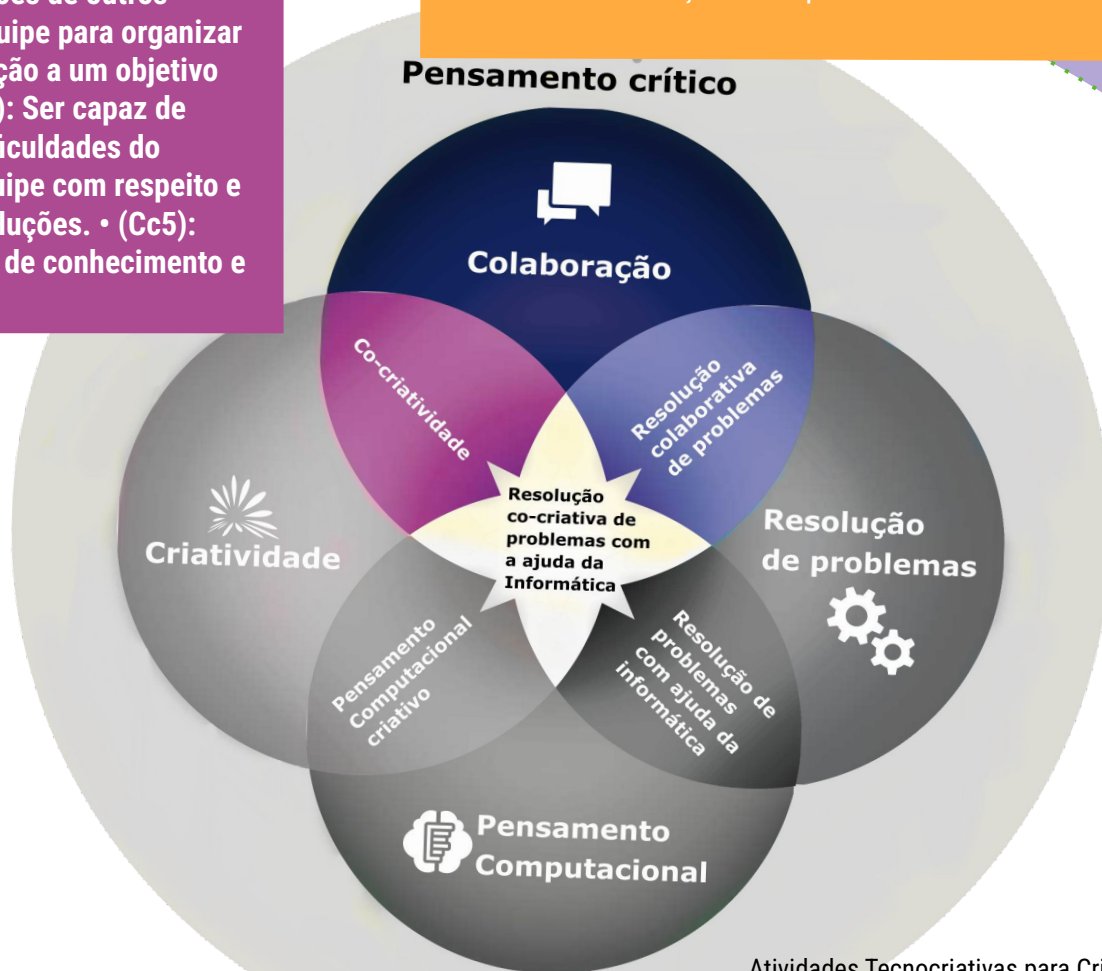 uipe para organizar
ção a um objetivo
): Ser capaz de
iculdades do
uipe com respeito e
luções. • (Cc5):
de conhecimento e
Pensamento crítico
Colaboração
Co-criatividade
Resolução
colaborativa
de problemas
Criatividade
Resolução
co-criativa de
problemas com
a ajuda da
Informática
Resolução
de problemas
Pensamento
Computacional
criativo
Resolução de
problemas
com ajuda da
informática
Pensamento
Computacional
Atividades Tecnocriativas para Cri